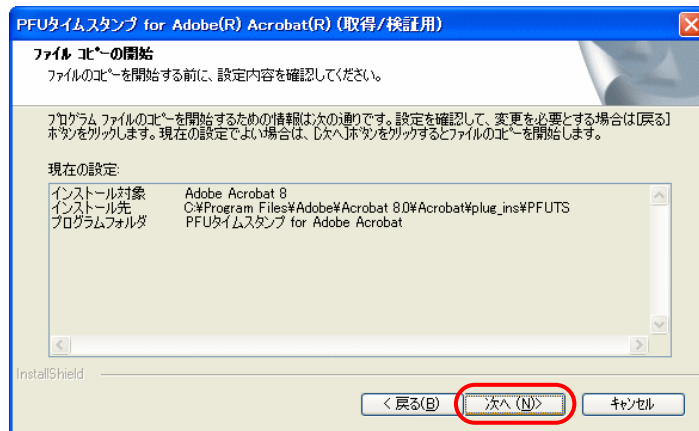 PFUタイムスタンプ for Adobe(R) Acrobat(R) (取得/検証用)
ファイル コピーの開始
ファイルのコピーを開始する前に、設定内容を確認してください。
プログラム ファイルのコピーを開始するための情報は次の通りです。設定を確認して、変更を必要とする場合は[戻る]
ボタンをクリックします。現在の設定でよい場合は、[次へ]ボタンをクリックするとファイルのコピーを開始します。
現在の設定:
インストール対象 Adobe Acrobat 8
インストール先 C:¥Program Files¥Adobe¥Acrobat 8.0¥Acrobat¥plug_ins¥PFUTS
プログラムフォルダ PFUタイムスタンプ for Adobe Acrobat
InstallShield
< 戻る(B) 次へ (N)> キャンセル